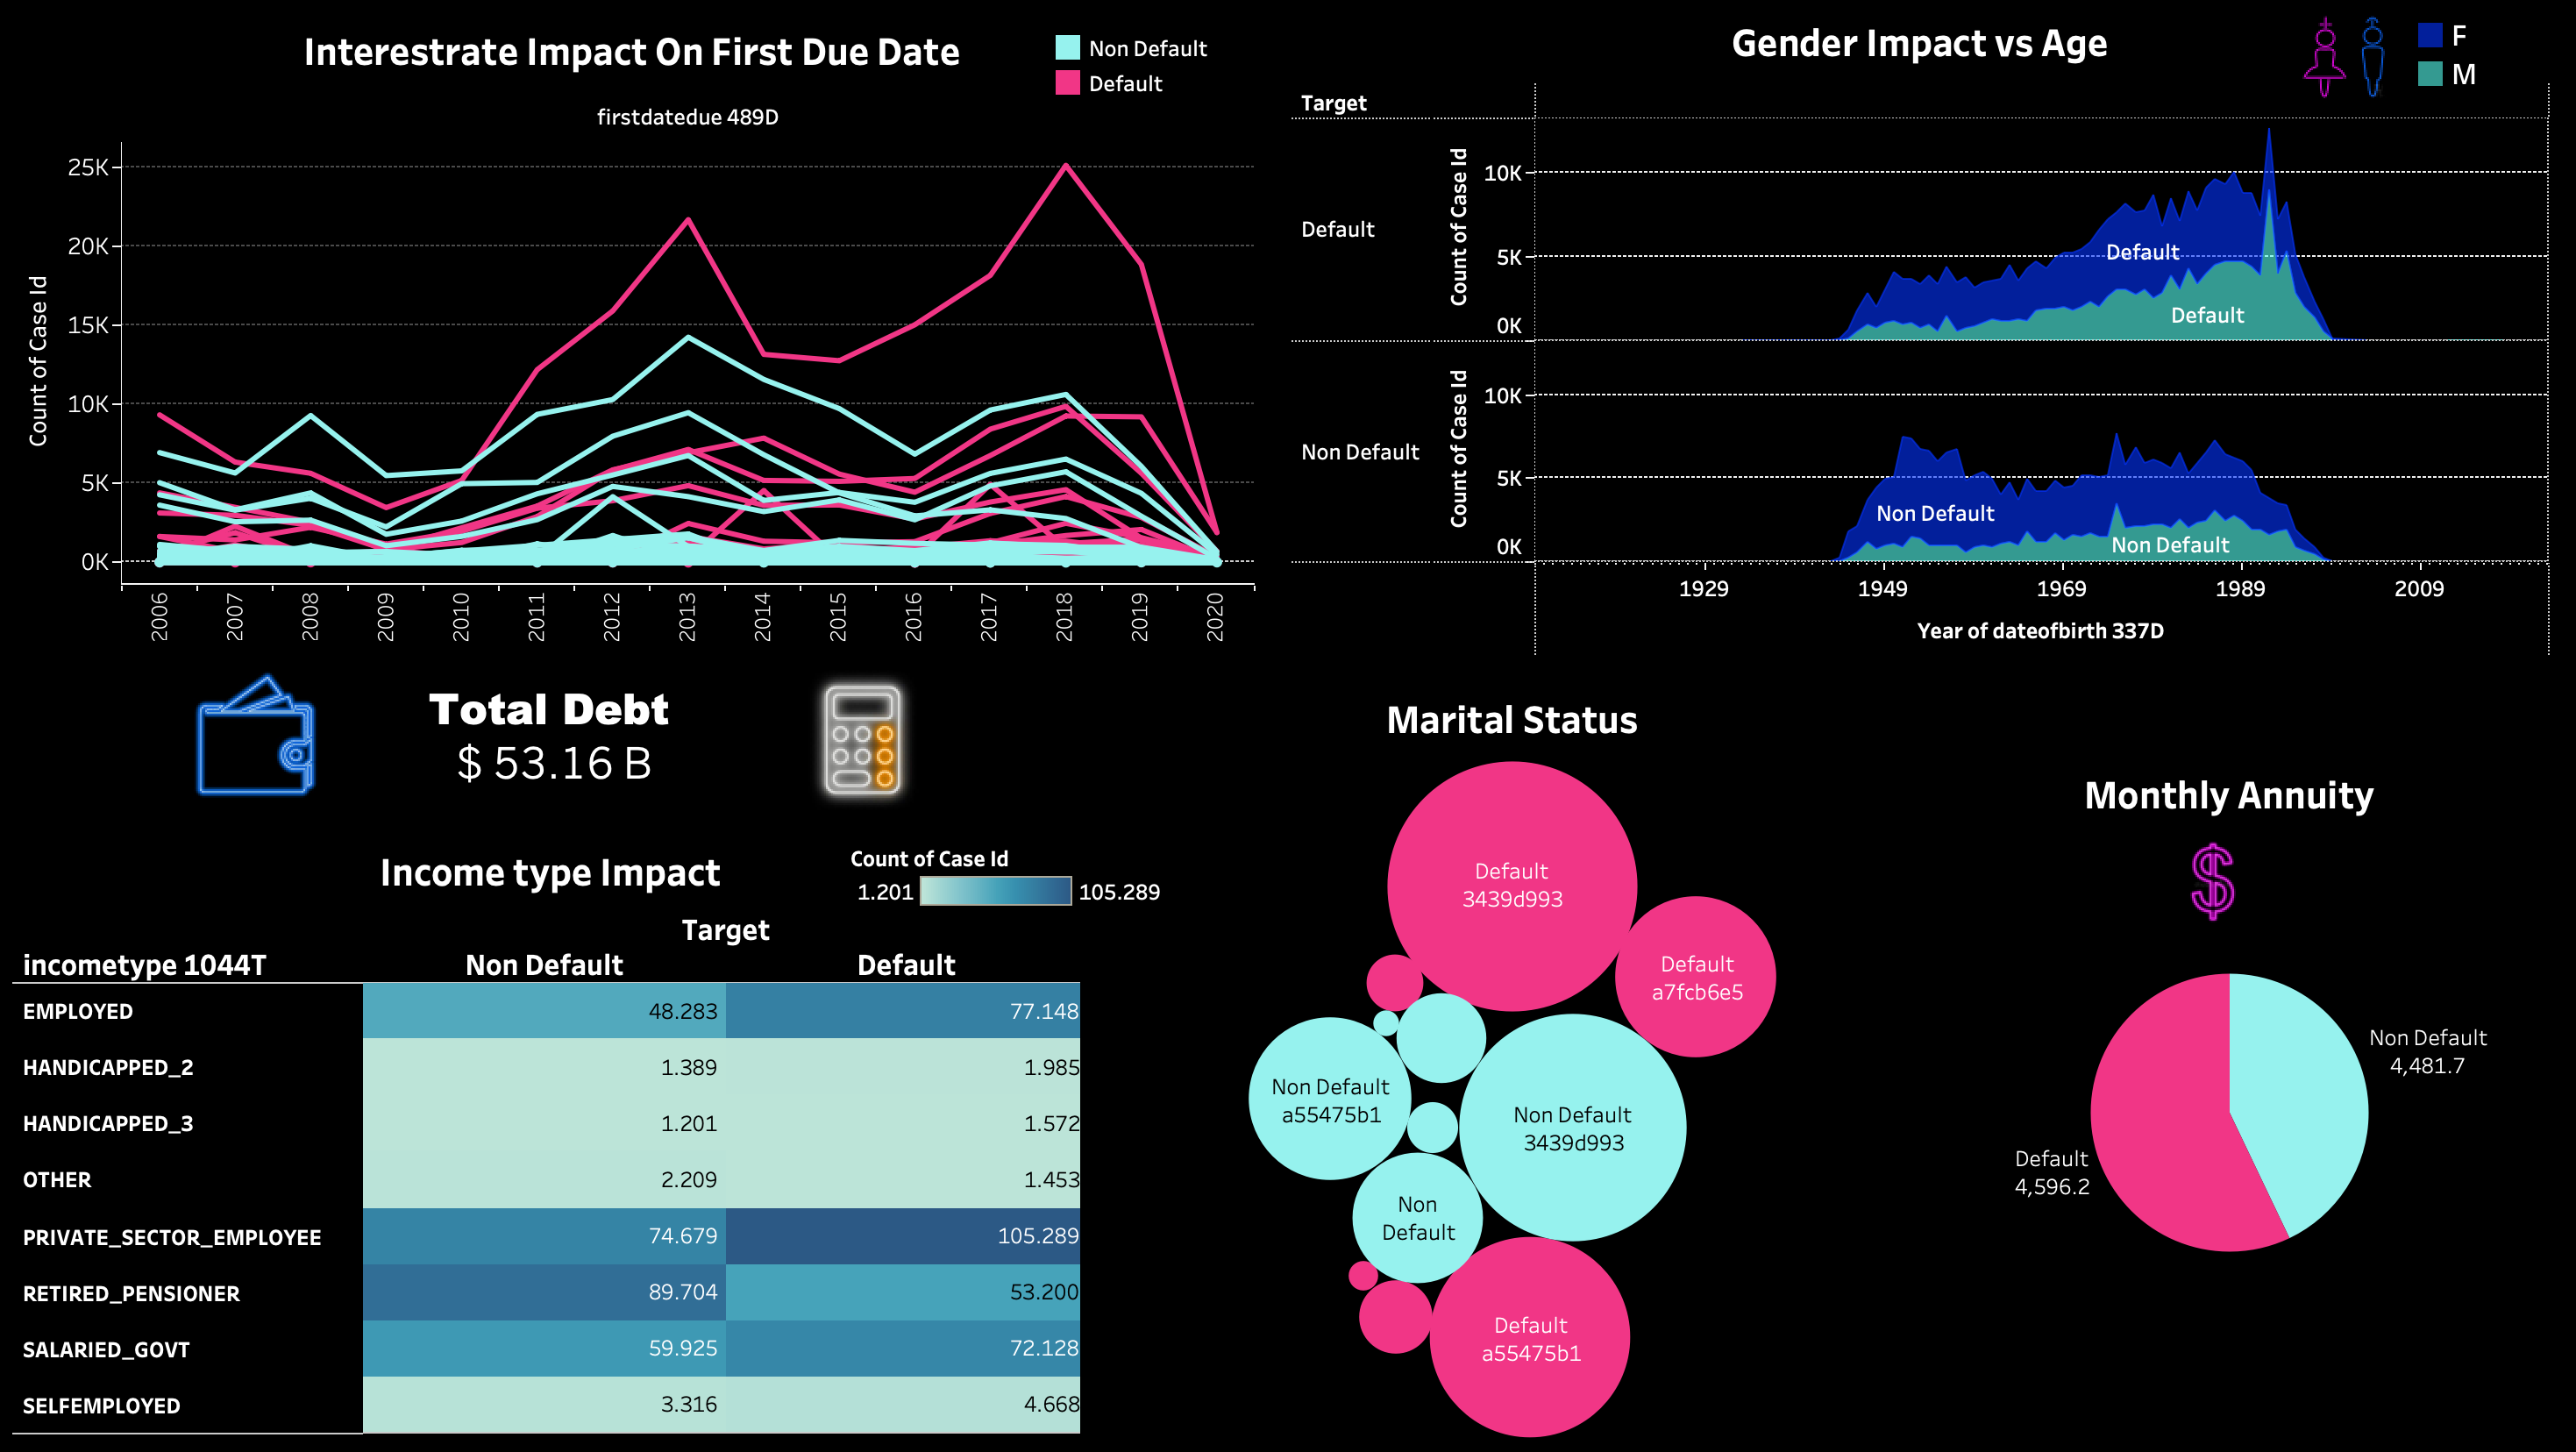 Interestrate Impact On First Due Date
Non Default
Default
firstdatedue 489D
Count of Case Id
25K
20K
15K
10K
5K
0K
2006
2007
2008
2009
2010
2011
2012
2013
2014
2015
2016
2017
2018
2019
2020
Gender Impact vs Age
F
M
Target
Default
Count of Case Id
10K
5K
0K
Default
Default
Non Default
Count of Case Id
10K
5K
0K
Non Default
Non Default
1929
1949
1969
1989
2009
Year of dateofbirth 337D
Total Debt
$ 53.16 B
Income type Impact
Count of Case Id
1.201
105.289
Target
incometype 1044T Non Default Default
EMPLOYED 48.283 77.148
HANDICAPPED_2 1.389 1.985
HANDICAPPED_3 1.201 1.572
OTHER 2.209 1.453
PRIVATE_SECTOR_EMPLOYEE 74.679 105.289
RETIRED_PENSIONER 89.704 53.200
SALARIED_GOVT 59.925 72.128
SELFEMPLOYED 3.316 4.668
Marital Status
Default
3439d993
Default
a7fcb6e5
Non Default
a55475b1
Non Default
3439d993
Non
Default
Default
a55475b1
Monthly Annuity
$
Non Default
4,481.7
Default
4,596.2